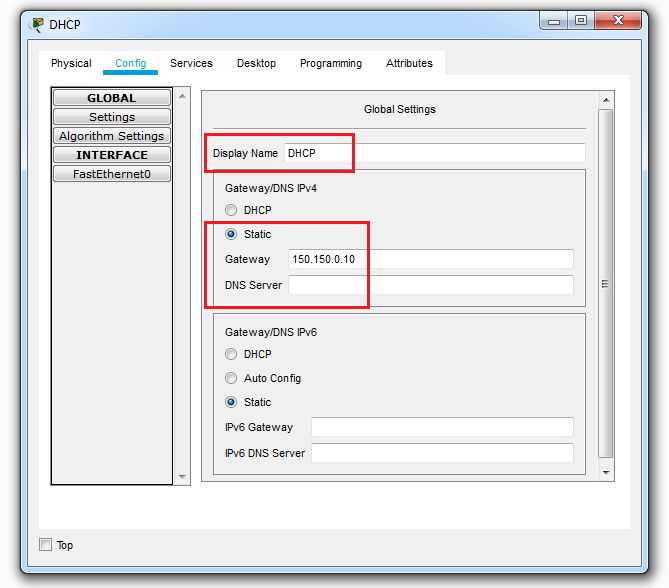 DHCP
Physical Config Services Desktop Programming Attributes
GLOBAL
Settings
Algorithm Settings
INTERFACE
FastEthernet0
Global Settings
Display Name DHCP
Gateway/DNS IPv4
DHCP
Static
Gateway 150.150.0.10
DNS Server
Gateway/DNS IPv6
DHCP
Auto Config
Static
IPv6 Gateway
IPv6 DNS Server
Top